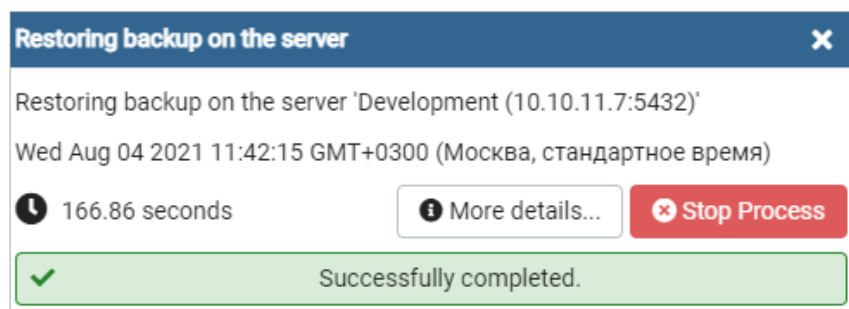 Restoring backup on the server
Restoring backup on the server 'Development (10.10.11.7:5432)'
Wed Aug 04 2021 11:42:15 GMT+0300 (Москва, стандартное время)
166.86 seconds More details... Stop Process
Successfully completed.